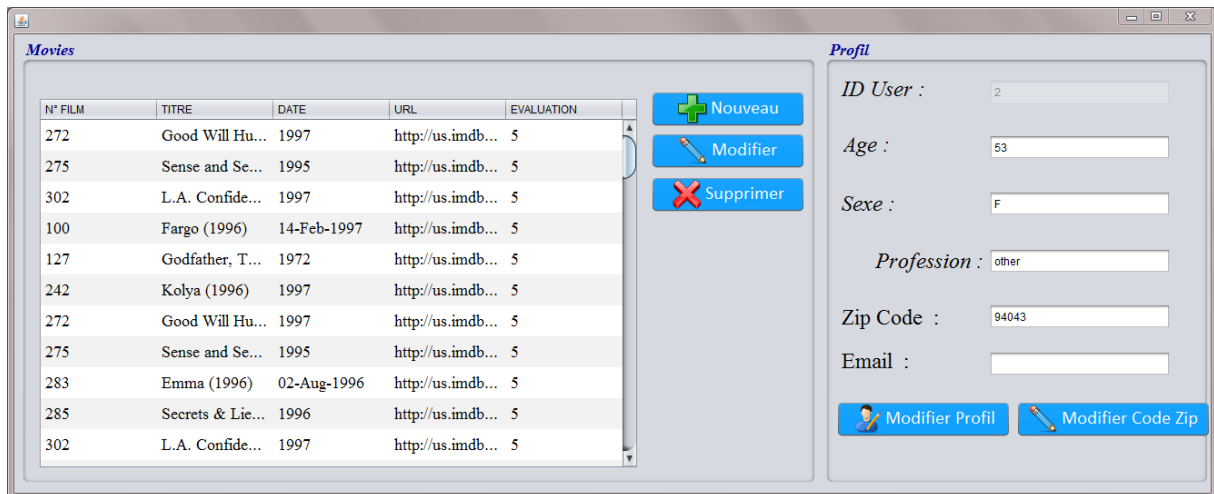 Movies
N° FILM TITRE DATE URL EVALUATION
272 Good Will Hu... 1997 http://us.imdb... 5
275 Sense and Se... 1995 http://us.imdb... 5
302 L.A. Confide... 1997 http://us.imdb... 5
100 Fargo (1996) 14-Feb-1997 http://us.imdb... 5
127 Godfather, T... 1972 http://us.imdb... 5
242 Kolya (1996) 1997 http://us.imdb... 5
272 Good Will Hu... 1997 http://us.imdb... 5
275 Sense and Se... 1995 http://us.imdb... 5
283 Emma (1996) 02-Aug-1996 http://us.imdb... 5
285 Secrets & Lie... 1996 http://us.imdb... 5
302 L.A. Confide... 1997 http://us.imdb... 5
Nouveau
Modifier
Supprimer
Profil
ID User : 2
Age : 53
Sexe : F
Profession : other
Zip Code : 94043
Email :
Modifier Profil Modifier Code Zip